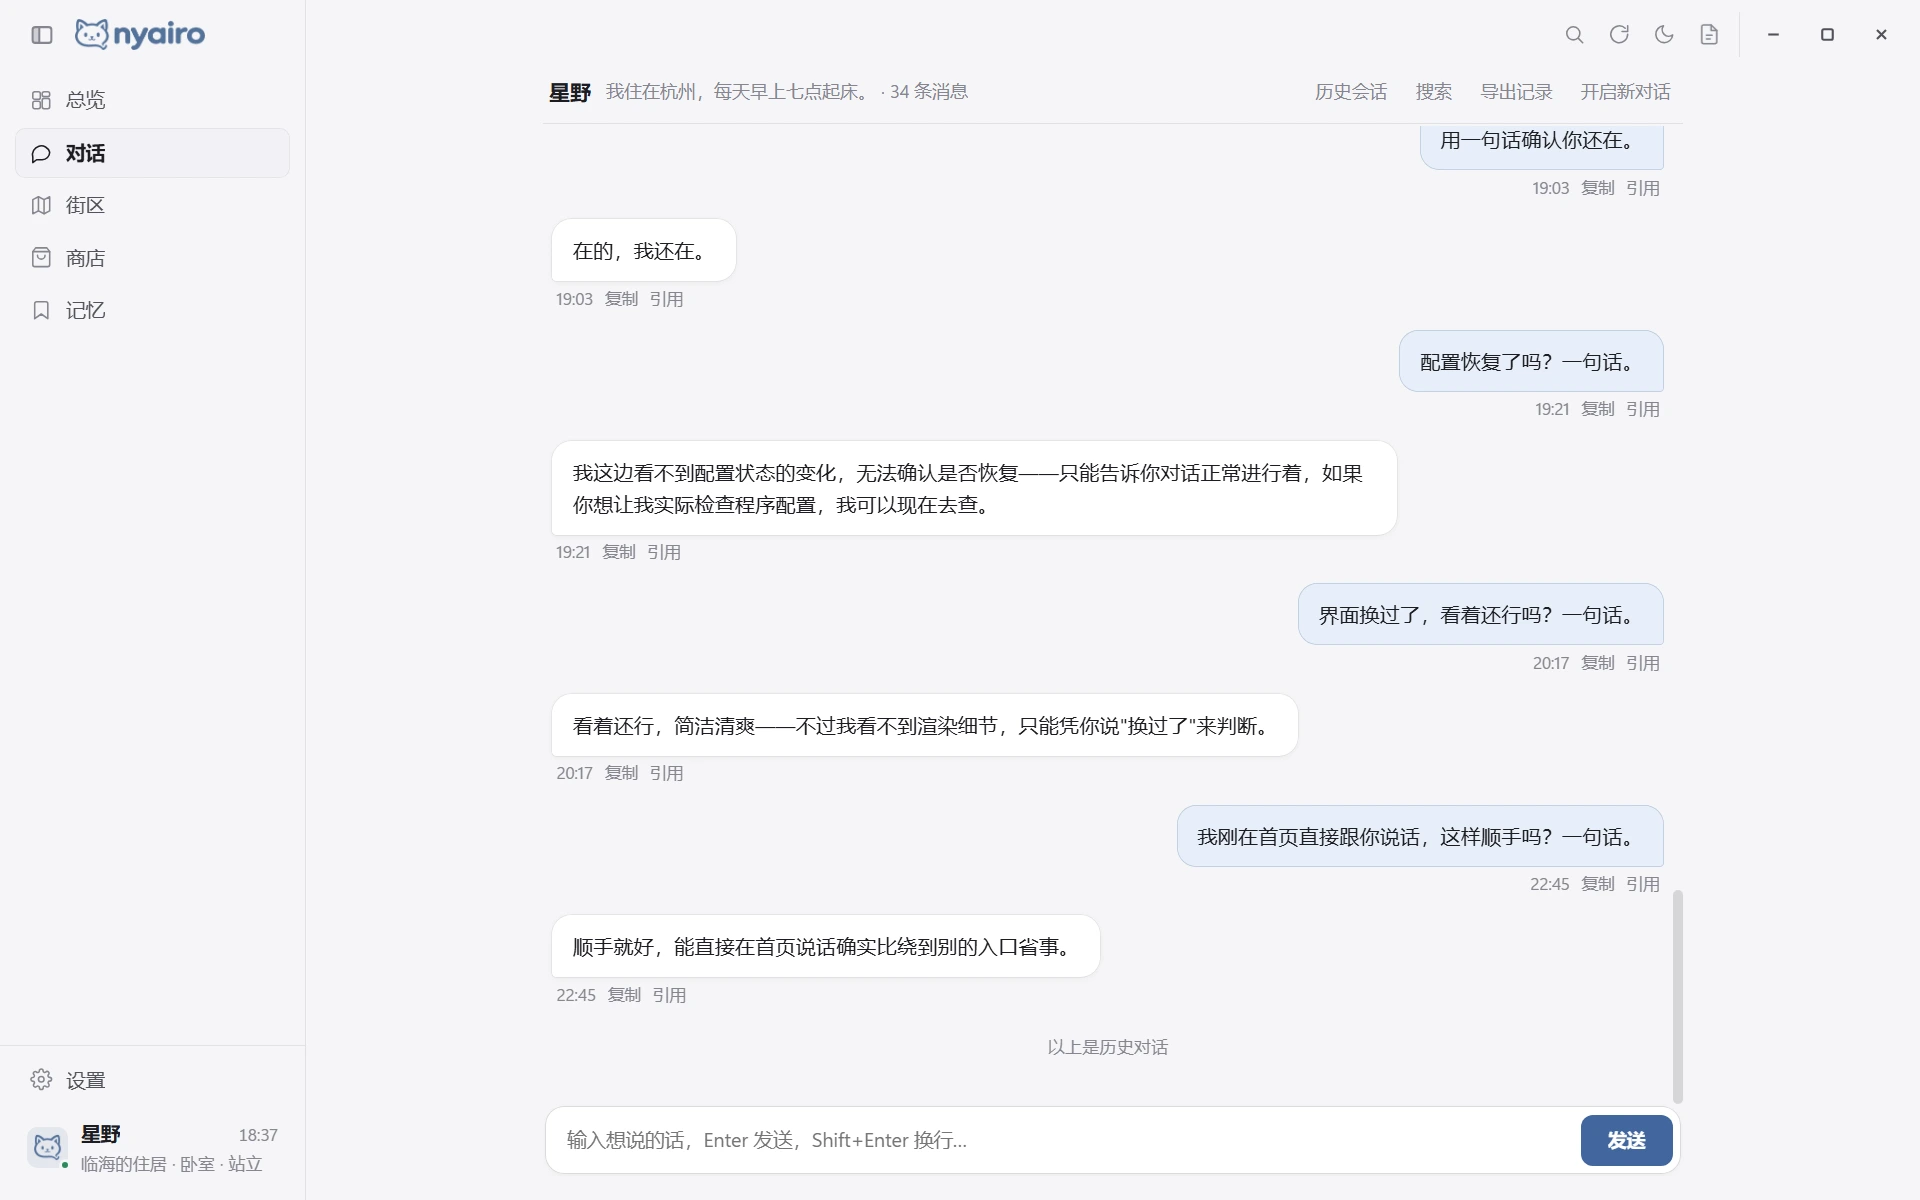 nyairo
总览
对话
街区
商店
记忆
设置
星野 18:37
临海的住居 · 卧室 · 站立
星野 我住在杭州，每天早上七点起床。 · 34 条消息
历史会话 搜索 导出记录 开启新对话
用一句话确认你还在。
19:03 复制 引用
在的，我还在。
19:03 复制 引用
配置恢复了吗？一句话。
19:21 复制 引用
我这边看不到配置状态的变化，无法确认是否恢复——只能告诉你对话正常进行着，如果
你想让我实际检查程序配置，我可以现在去查。
19:21 复制 引用
界面换过了，看着还行吗？一句话。
20:17 复制 引用
看着还行，简洁清爽——不过我看不到渲染细节，只能凭你说"换过了"来判断。
20:17 复制 引用
我刚在首页直接跟你说话，这样顺手吗？一句话。
22:45 复制 引用
顺手就好，能直接在首页说话确实比绕到别的入口省事。
22:45 复制 引用
以上是历史对话
输入想说的话，Enter 发送，Shift+Enter 换行...
发送